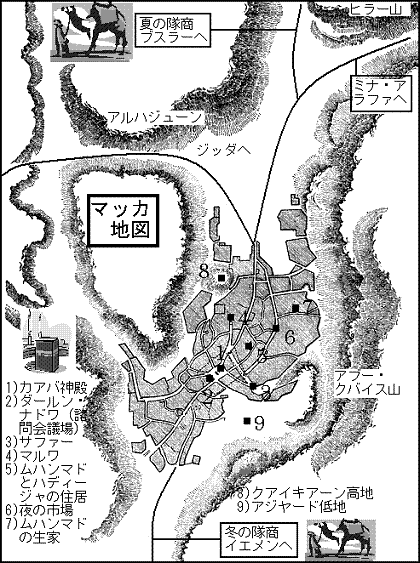 夏の隊商
ブスラーへ
ヒラー山
ミナ・ア
ラファへ
アルハジューン
ジッダへ
マッカ
地図
8
4
6
7
1
2
3
9
アブー・
クバイス山
1)カアバ神殿
2)ダールン・
ナドワ（諮
問会議場）
3)サファー
4)マルワ
5)ムハンマド
とハディー
ジャの住居
6)夜の市場
7)ムハンマド
の生家
8)クアイキアーン高地
9)アジヤード低地
冬の隊商
イエメンへ